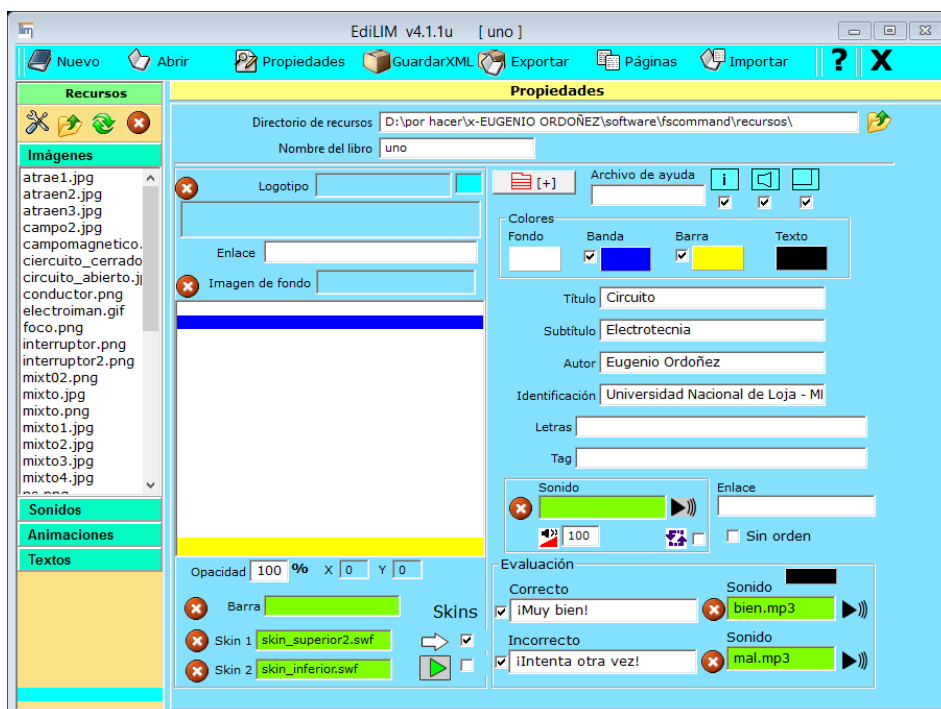 EdiLIM v4.1.1u [ uno ]
Nuevo Abrir Propiedades GuardarXML Exportar Páginas Importar ? X
Recursos
Propiedades
Directorio de recursos D:\por hacer\x-EUGENIO ORDOÑEZ\software\fscommand\recursos\
Nombre del libro uno
Imágenes
atrae1.jpg
atraen2.jpg
atraen3.jpg
campo2.jpg
campomagnetico.
ciercuito_cerrado
circuito_abierto.j
conductor.png
electroiman.gif
foco.png
interruptor.png
interruptor2.png
mixt02.png
mixto.jpg
mixto.png
mixto1.jpg
mixto2.jpg
mixto3.jpg
mixto4.jpg
Sonidos
Animaciones
Textos
Logotipo
Enlace
Imagen de fondo
Opacidad 100 % X 0 Y 0
Barra
Skins
Skin 1 skin_superior2.swf
Skin 2 skin_inferior.swf
[+] Archivo de ayuda i
Colores
Fondo Banda Barra Texto
Título Circuito
Subtítulo Electrotecnia
Autor Eugenio Ordoñez
Identificación Universidad Nacional de Loja - MI
Letras
Tag
Sonido Enlace
100 Sin orden
Evaluación
Correcto Sonido
¡Muy bien! bien.mp3
Incorrecto Sonido
¡Intenta otra vez! mal.mp3